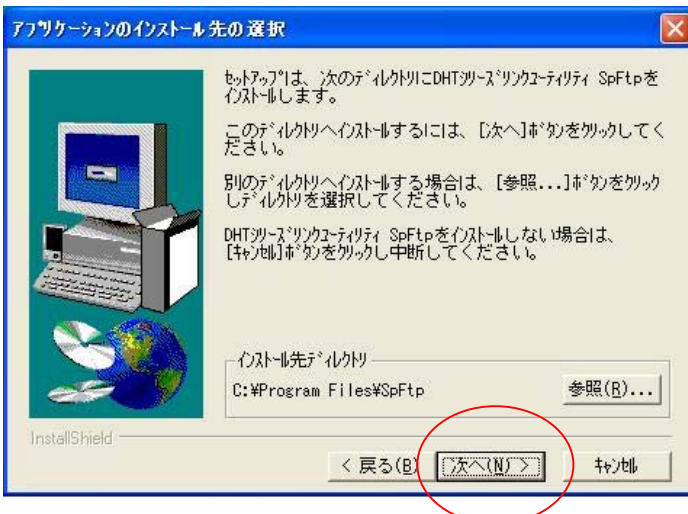 アプリケーションのインストール先の選択
ｾｯﾄｱｯﾌﾟは、次のﾃﾞｨﾚｸﾄﾘにDHTｼﾘｰｽﾞﾘﾝｸﾕｰﾃｨﾘﾃｨ SpFtpを
ｲﾝｽﾄｰﾙします。
このﾃﾞｨﾚｸﾄﾘへｲﾝｽﾄｰﾙするには、[次へ]ﾎﾞﾀﾝをｸﾘｯｸしてく
ださい。
別のﾃﾞｨﾚｸﾄﾘへｲﾝｽﾄｰﾙする場合は、[参照...]ﾎﾞﾀﾝをｸﾘｯｸ
しﾃﾞｨﾚｸﾄﾘを選択してください。
DHTｼﾘｰｽﾞﾘﾝｸﾕｰﾃｨﾘﾃｨ SpFtpをｲﾝｽﾄｰﾙしない場合は、
[ｷｬﾝｾﾙ]ﾎﾞﾀﾝをｸﾘｯｸし中断してください。
ｲﾝｽﾄｰﾙ先ﾃﾞｨﾚｸﾄﾘ
C:¥Program Files¥SpFtp
参照(R)...
InstallShield
< 戻る(B)
次へ(N) >
ｷｬﾝｾﾙ